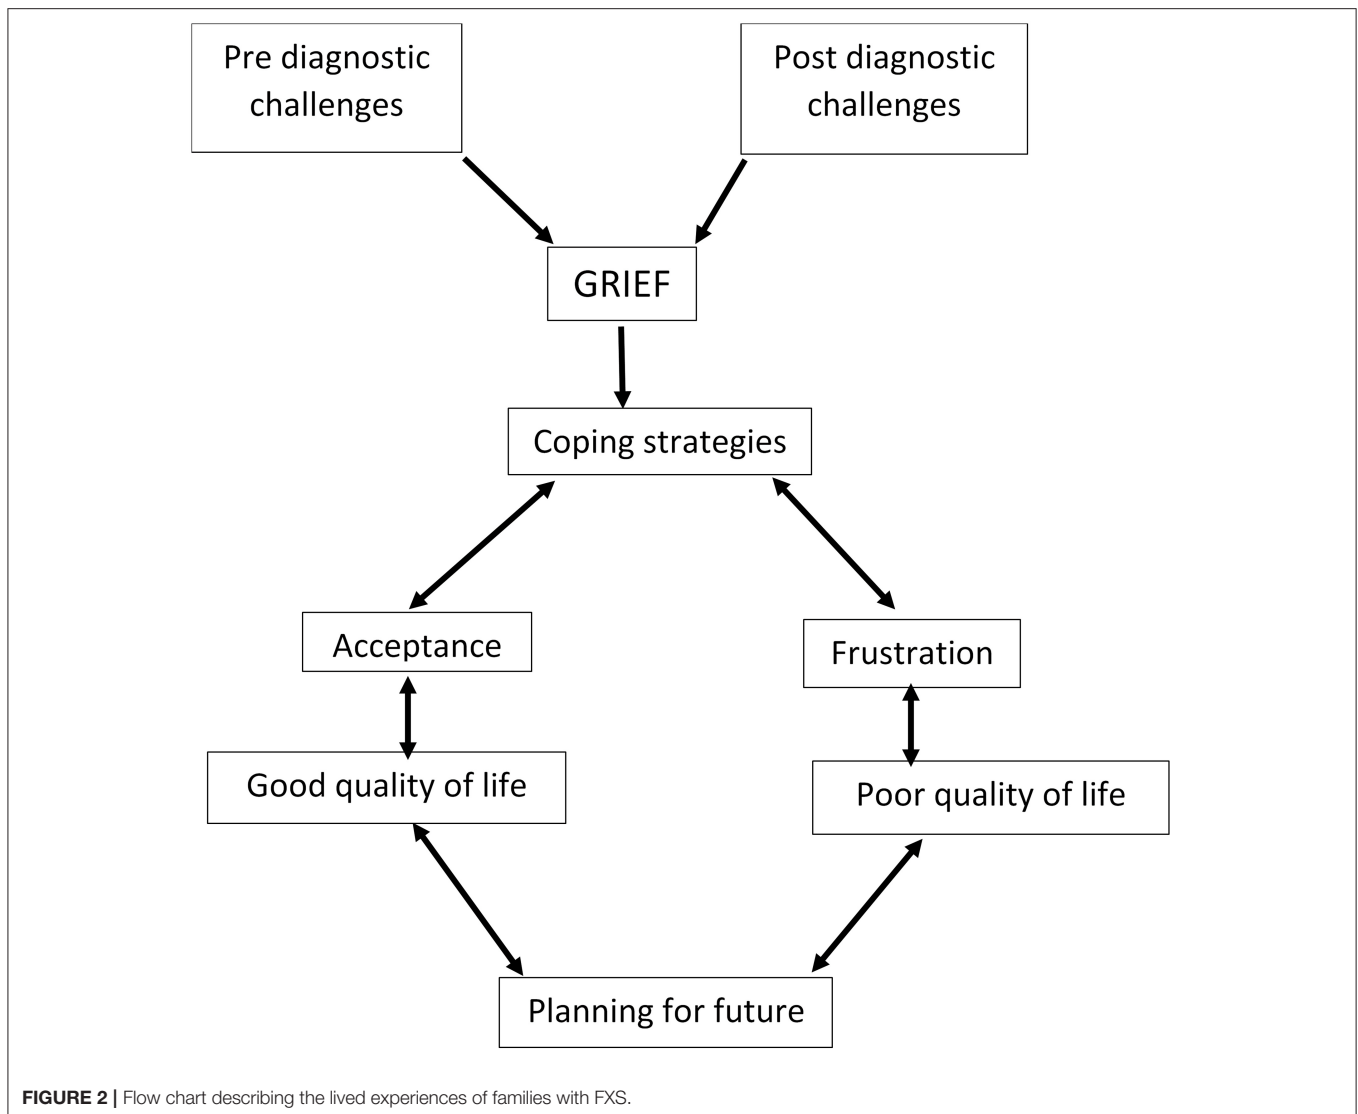 Pre diagnostic
challenges
Post diagnostic
challenges
GRIEF
Coping strategies
Acceptance
Frustration
Good quality of life
Poor quality of life
Planning for future
FIGURE 2 | Flow chart describing the lived experiences of families with FXS.